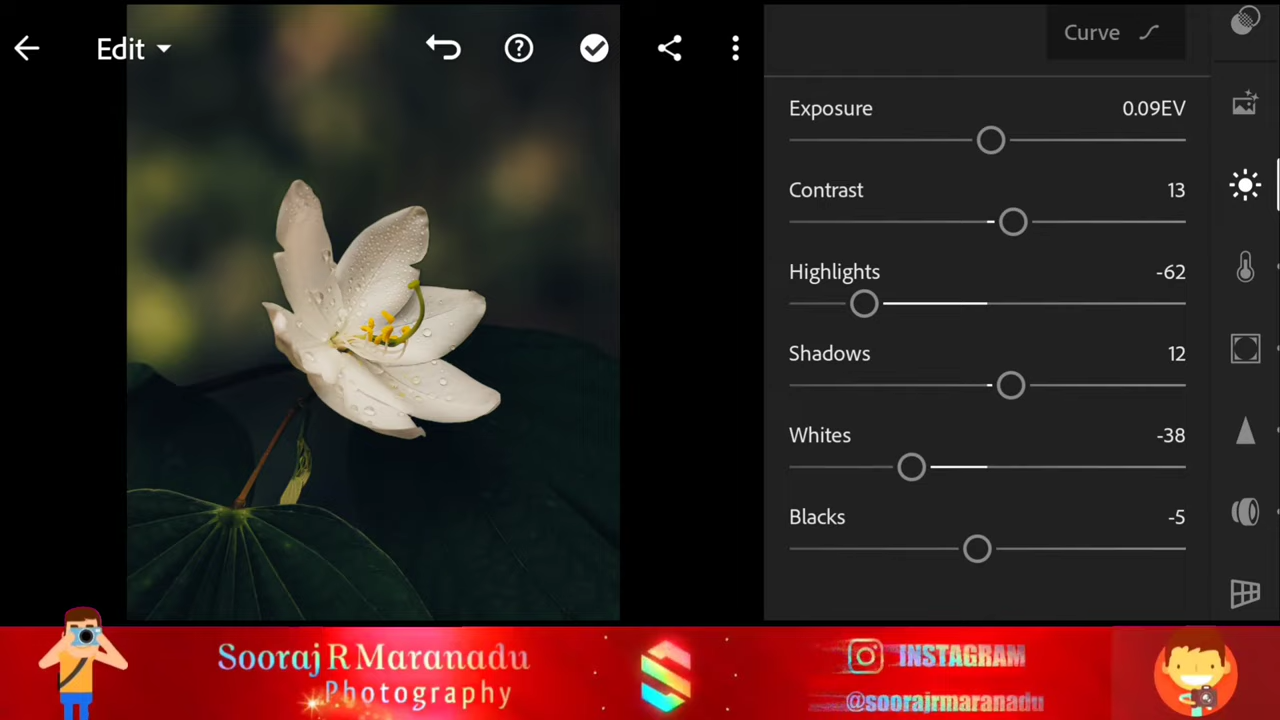 Edit
Curve
Exposure 0.09EV
Contrast 13
Highlights -62
Shadows 12
Whites -38
Blacks -5
Sooraj R Maranadu
Photography
INSTAGRAM
@soorajrmaranadu